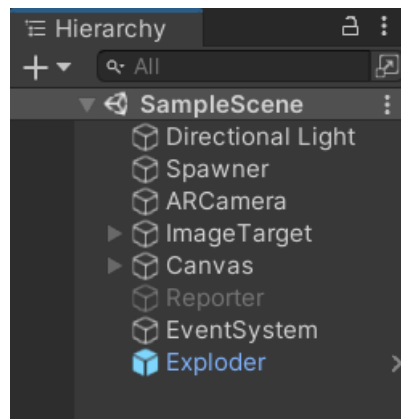 Hierarchy
All
SampleScene
Directional Light
Spawner
ARCamera
ImageTarget
Canvas
Reporter
EventSystem
Exploder